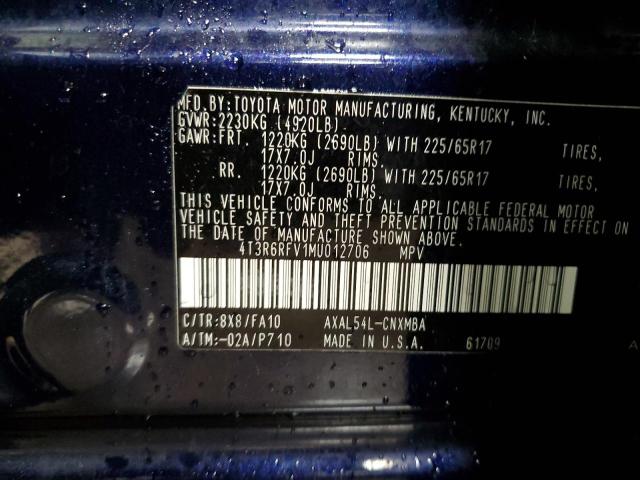 MFD.BY:TOYOTA MOTOR MANUFACTURING, KENTUCKY, INC.
GVWR:2230KG (4920LB).
GAWR:FRT. 1220KG (2690LB) WITH 225/65R17 TIRES,
17X7.0J RIMS.
RR. 1220KG (2690LB) WITH 225/65R17 TIRES,
17X7.0J RIMS.
THIS VEHICLE CONFORMS TO ALL APPLICABLE FEDERAL MOTOR
VEHICLE SAFETY AND THEFT PREVENTION STANDARDS IN EFFECT ON
THE DATE OF MANUFACTURE SHOWN ABOVE.
4T3R6RFV1MU012706 MPV
C/TR:8X8/FA10 AXAL54L-CNXMBA
A/TM:-02A/P710 MADE IN U.S.A. 61709
A